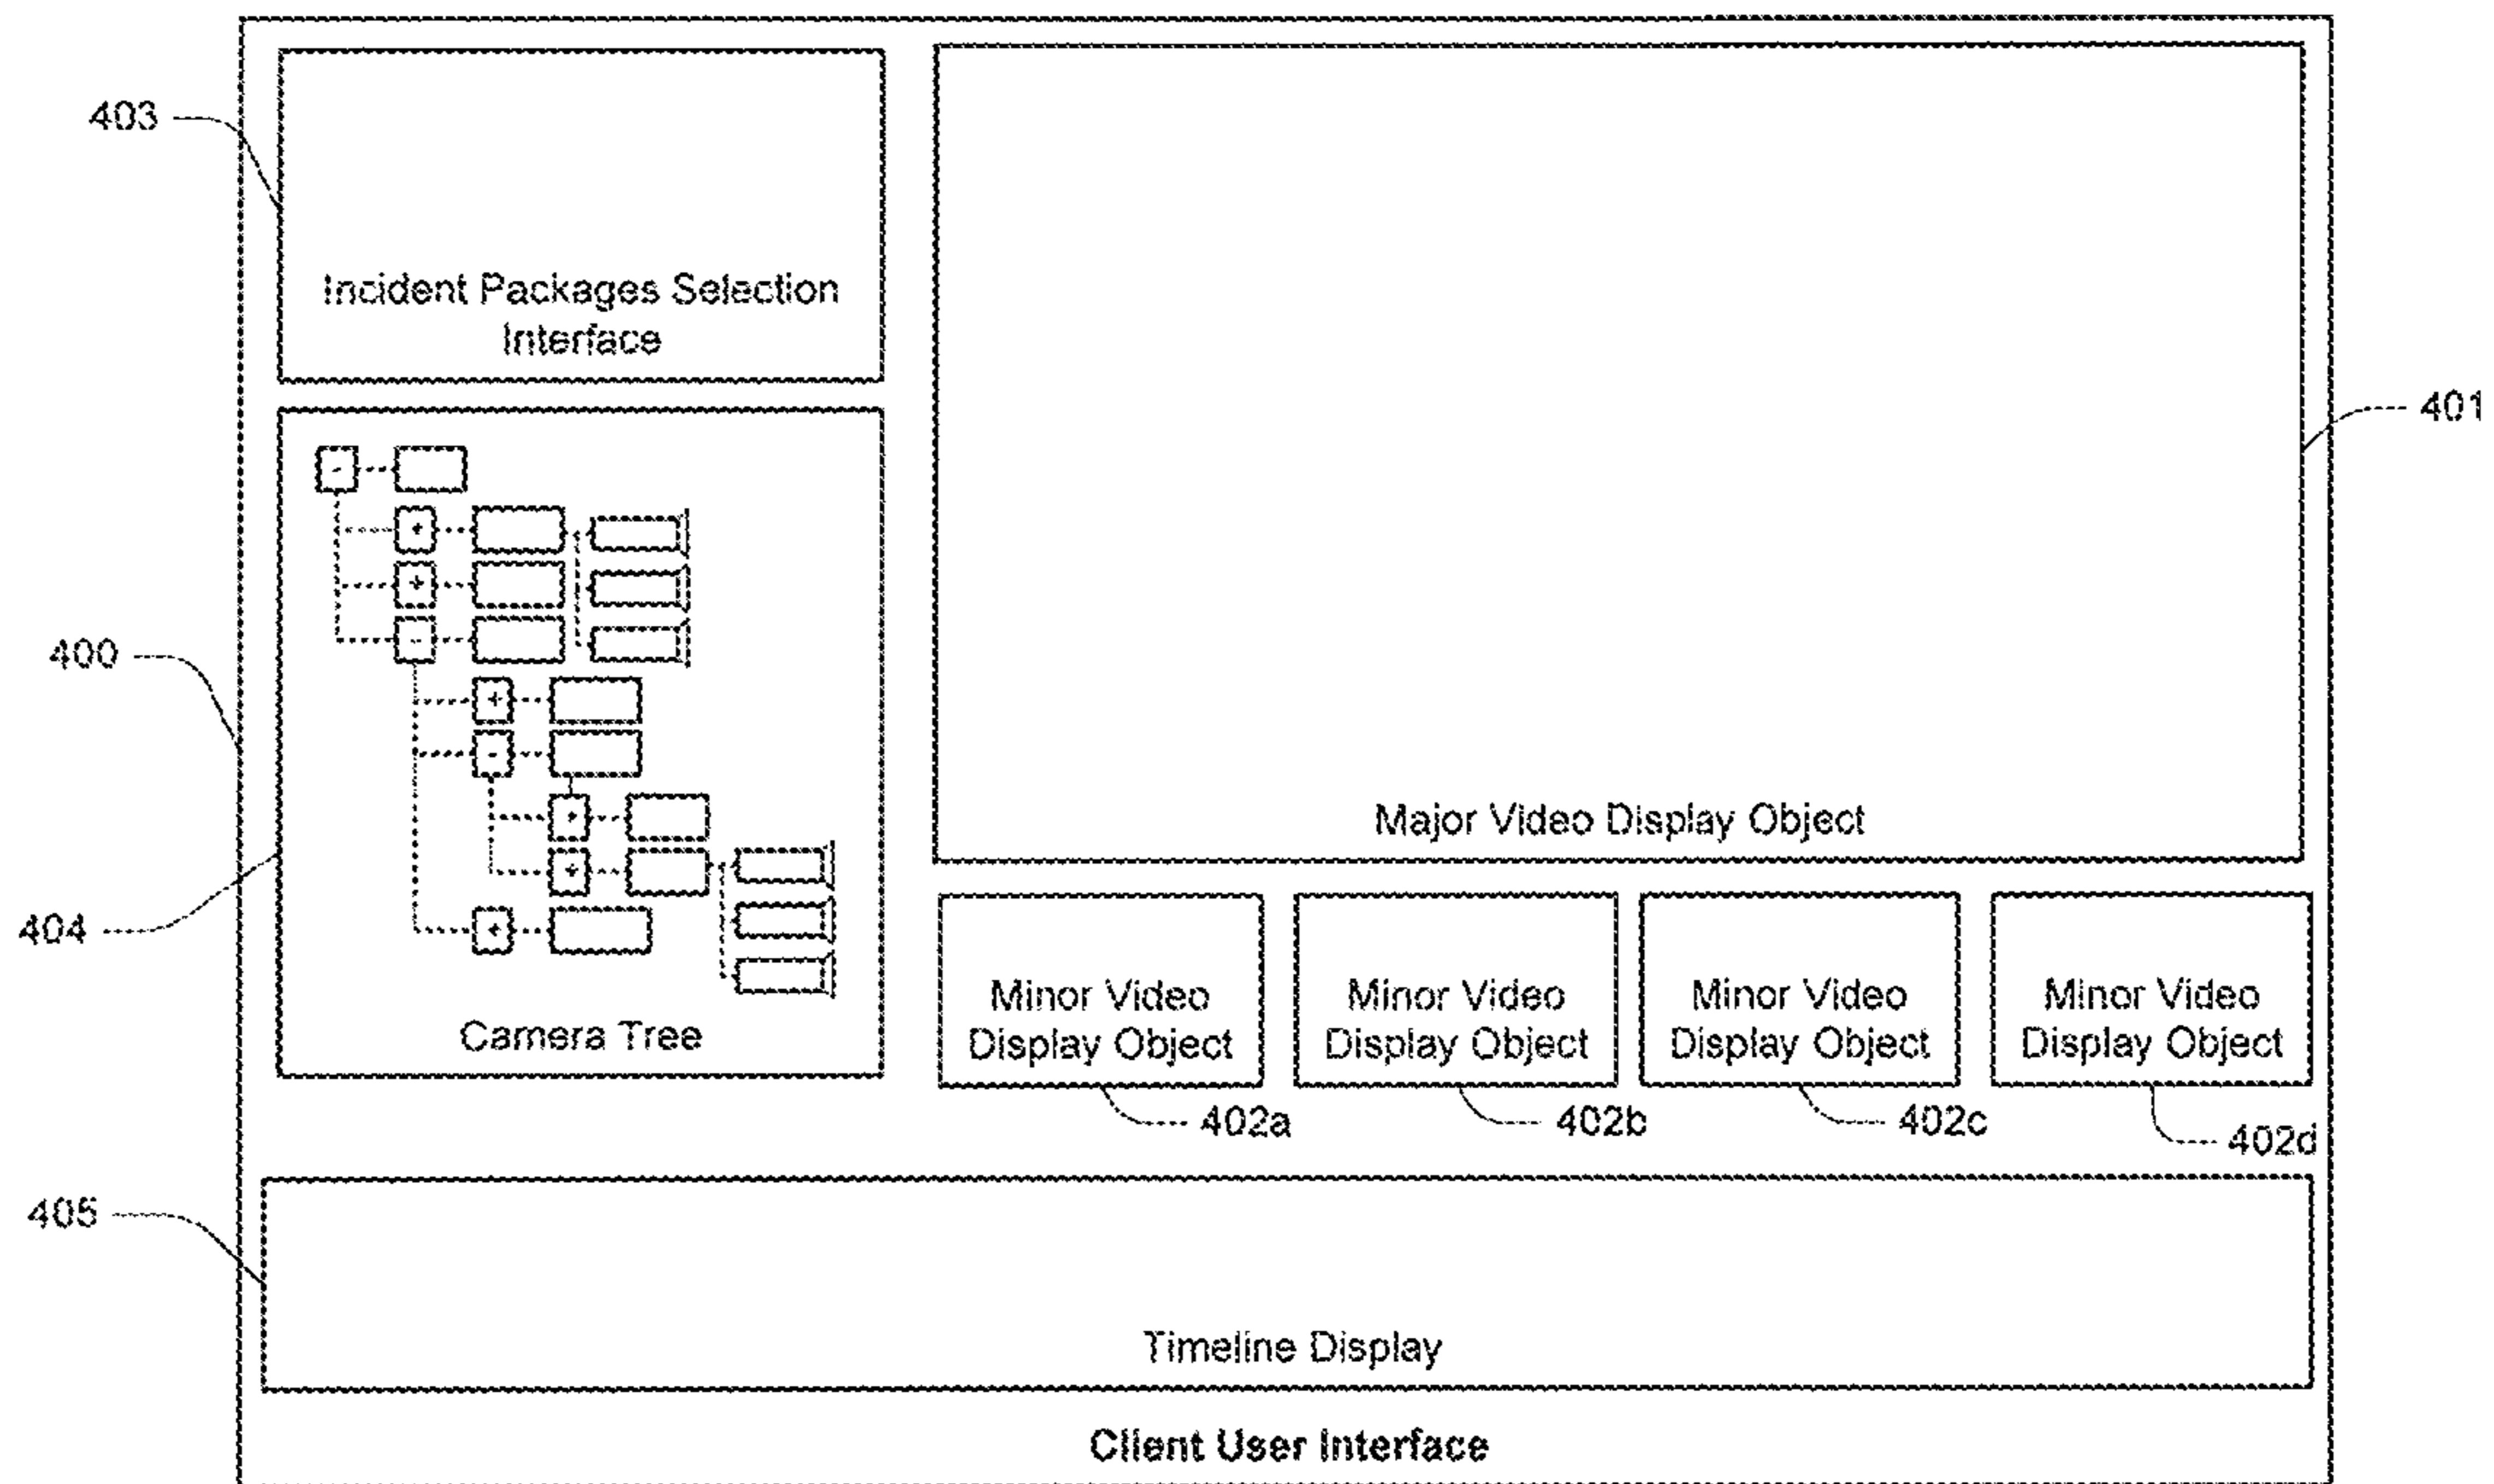 403
Incident Packages Selection
Interface
401
400
Major Video Display Object
404
Camera Tree
Minor Video
Display Object
Minor Video
Display Object
Minor Video
Display Object
Minor Video
Display Object
402a
402b
402c
402d
405
Timeline Display
Client User Interface